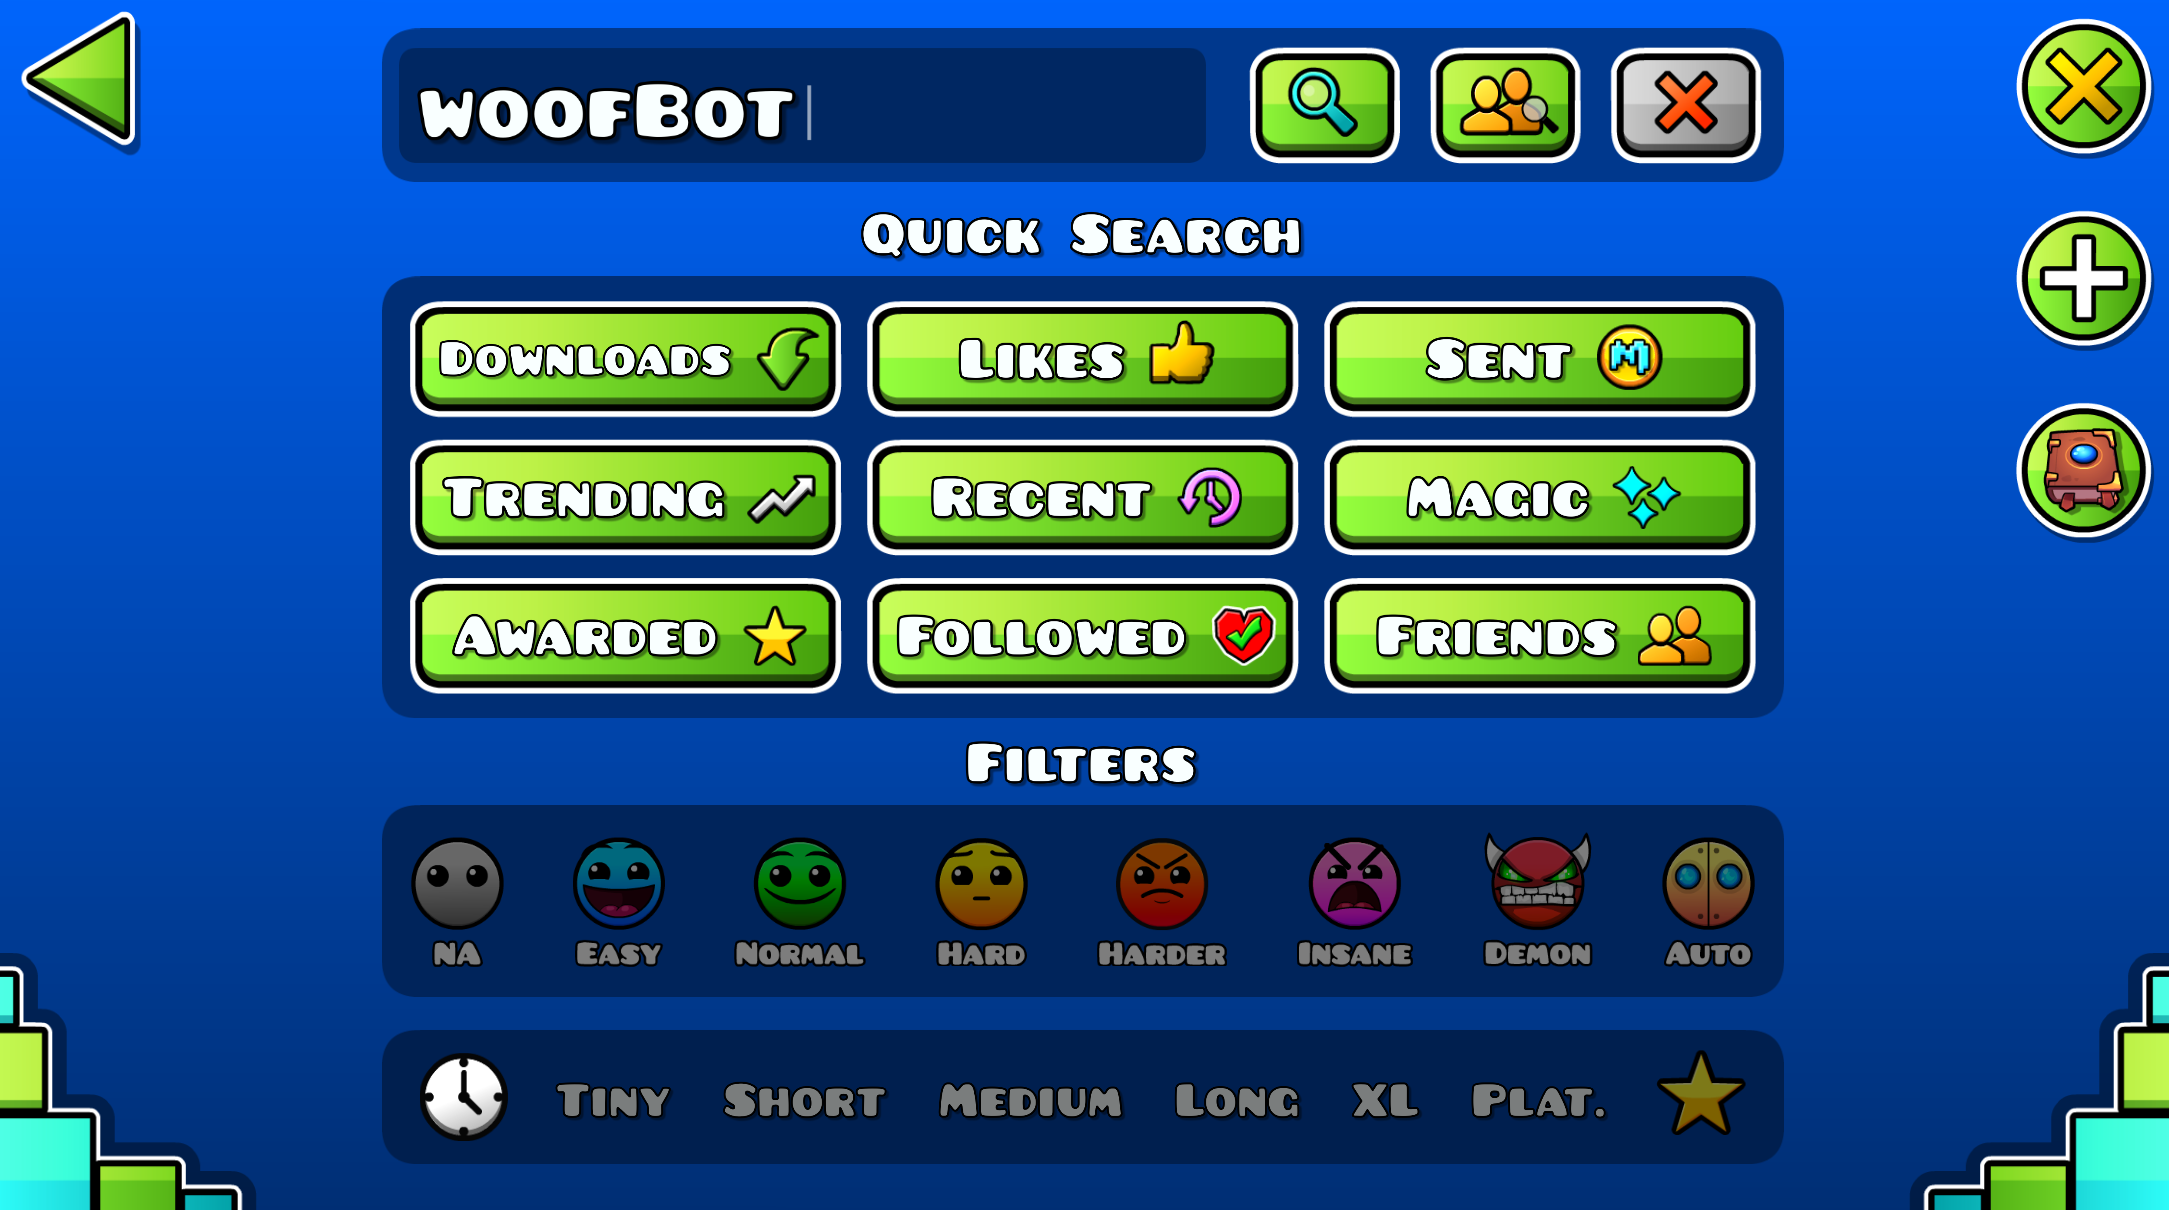 woofBot
Quick Search
Downloads
Likes
Sent
Trending
Recent
Magic
Awarded
Followed
Friends
Filters
NA
Easy
Normal
Hard
Harder
Insane
Demon
Auto
Tiny
Short
Medium
Long
XL
Plat.